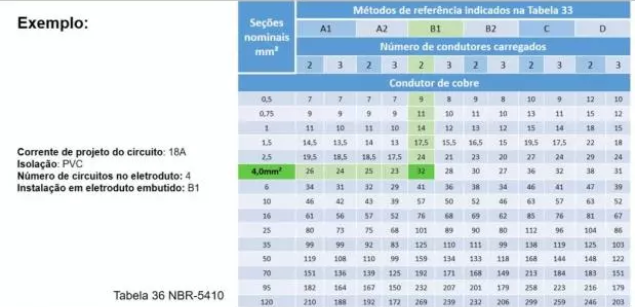 Exemplo:
Corrente de projeto do circuito: 18A
Isolação: PVC
Número de circuitos no eletroduto: 4
Instalação em eletroduto embutido: B1
Tabela 36 NBR-5410
Seções nominais mm² Métodos de referência indicados na Tabela 33
A1 A2 B1 B2 C D
Número de condutores carregados
2 3 2 3 2 3 2 3 2 3 2 3
Condutor de cobre
0,5 7 7 7 7 9 8 9 8 10 9 12 10
0,75 9 9 9 9 11 10 11 10 13 11 15 12
1 11 10 11 10 14 12 13 12 15 14 18 15
1,5 14,5 13,5 14 13 17,5 15,5 16,5 15 19,5 17,5 22 18
2,5 19,5 18,5 18,5 17,5 24 21 23 20 27 24 29 24
4,0mm² 26 24 25 23 32 28 30 27 36 32 38 31
6 34 31 32 29 41 36 38 34 46 41 47 39
10 46 42 43 39 57 50 52 46 63 57 63 52
16 61 56 57 52 76 68 69 62 85 76 81 67
25 80 73 75 68 101 89 90 80 112 96 104 86
35 99 99 92 83 125 110 111 99 138 119 125 103
50 119 108 110 99 159 134 133 118 168 144 148 122
70 151 136 139 125 192 171 168 149 213 184 183 151
95 182 164 167 150 232 207 201 179 258 223 216 179
120 210 188 192 172 269 239 232 206 299 259 246 203